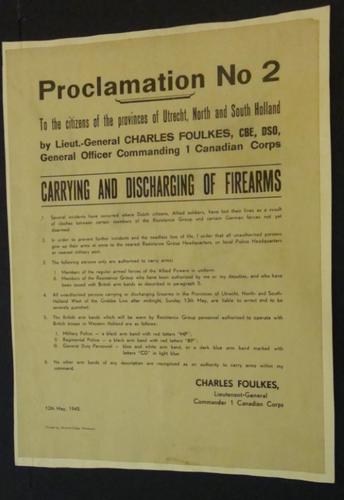 Proclamation No 2
To the citizens of the provinces of Utrecht, North and South Holland
by Lieut.-General CHARLES FOULKES, CBE, DSO,
General Officer Commanding 1 Canadian Corps
CARRYING AND DISCHARGING OF FIREARMS
1. Several incidents have occurred where Dutch citizens, Allied soldiers, have lost their lives as a result
of clashes between certain members of the Resistance Group and certain German forces not yet
disarmed.
2. In order to prevent further incidents and the needless loss of life, I order that all unauthorised persons
give up their arms at once to the nearest Resistance Group Headquarters, or local Police Headquarters
or nearest military unit.
3. The following persons only are authorised to carry arms:
I. Members of the regular armed forces of the Allied Powers in uniform.
II. Members of the Resistance Group who have been authorised by me or my deputies, and who have
been issued with arm bands as described in paragraph 5.
4. All unauthorised persons carrying or discharging firearms in the Provinces of Utrecht, North- and South-
Holland West of the Grebbe Line after midnight, Sunday 13th May, are liable to arrest and to be
severely punished.
5. The British arm bands which will be worn by Resistance Group personnel authorised to operate with
British troops in Western Holland are as follows:
I. Military Police — a black arm band with red letters "MP".
II. Regimental Police — a black arm band with red letters "RP".
III. General Duty Personnel — blue and white arm band, or a dark blue arm band marked with
letters "CD" in light blue
6. No other arm bands of any description are recognised as an authority to carry arms within my
command.
CHARLES FOULKES,
Lieutenant-General
Commander 1 Canadian Corps
12th May, 1945.
Printed by